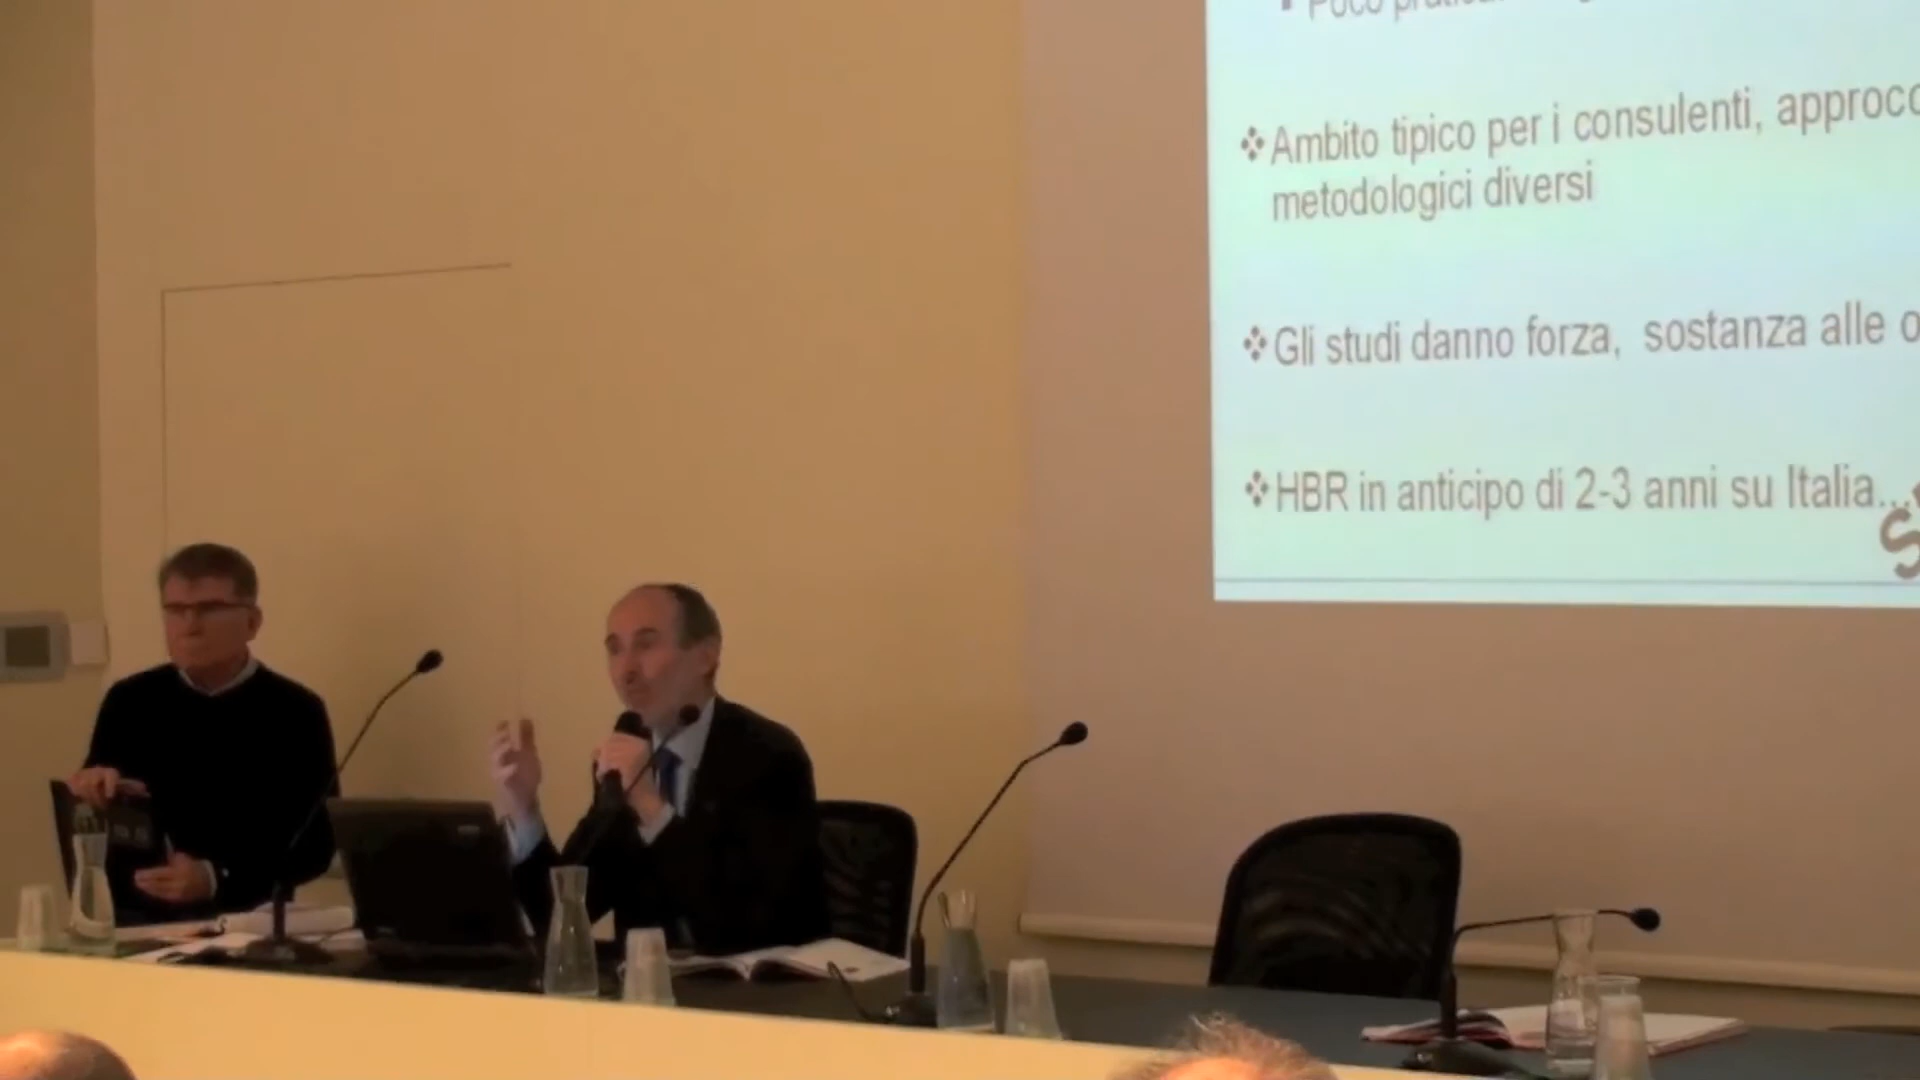 Poco
Ambito tipico per i consulenti,
metodologici diversi
Gli studi danno forza, sostanza alle
HBR in anticipo di 2-3 anni su Italia...